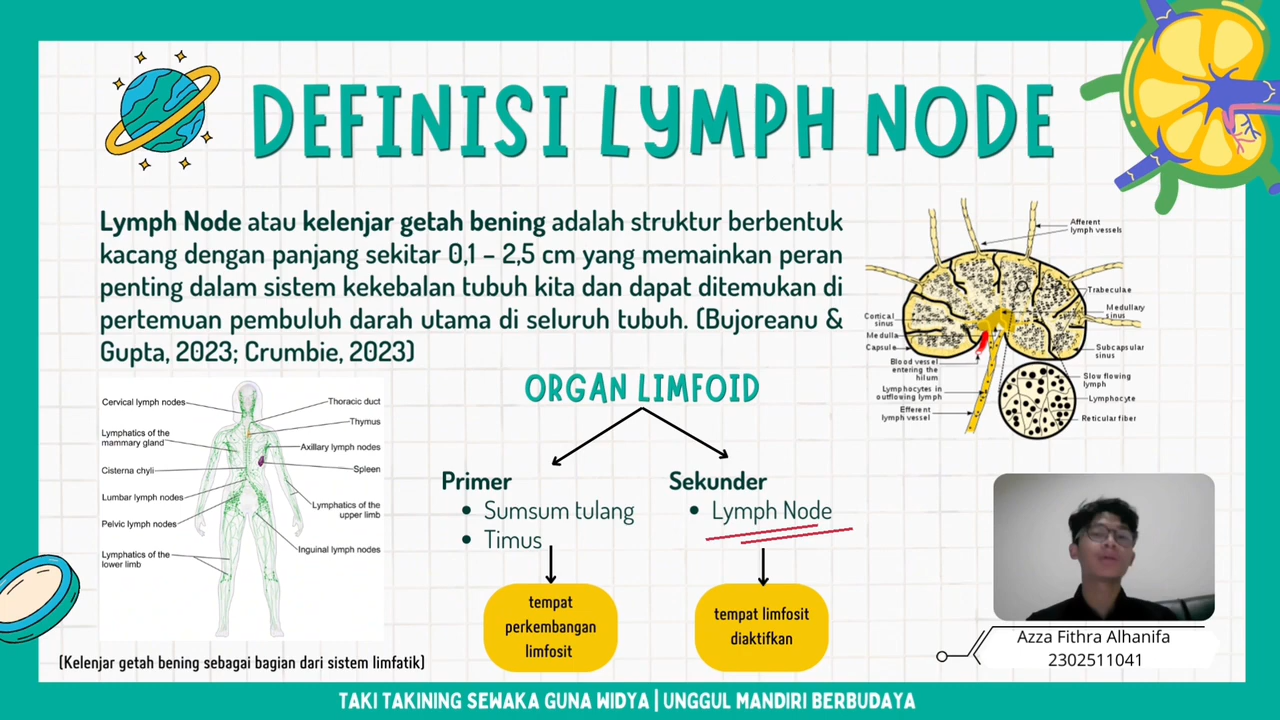 DEFINISI LYMPH NODE
Lymph Node atau kelenjar getah bening adalah struktur berbentuk
kacang dengan panjang sekitar 0,1 – 2,5 cm yang memainkan peran
penting dalam sistem kekebalan tubuh kita dan dapat ditemukan di
pertemuan pembuluh darah utama di seluruh tubuh. (Bujoreanu &
Gupta, 2023; Crumbie, 2023)
Afferent
lymph vessels
Trabeculae
Medullary
sinus
Cortical
sinus
Medulla
Capsule
Subcapsular
sinus
Blood vessel
entering the
hilum
Slow flowing
lymph
Lymphocytes in
outflowing lymph
Lymphocyte
Efferent
lymph vessel
Reticular fiber
Cervical lymph nodes
Thoracic duct
Thymus
Lymphatics of the
mammary gland
Axillary lymph nodes
Cisterna chyli
Spleen
Lumbar lymph nodes
Lymphatics of the
upper limb
Pelvic lymph nodes
Inguinal lymph nodes
Lymphatics of the
lower limb
(Kelenjar getah bening sebagai bagian dari sistem limfatik)
ORGAN LIMFOID
Primer
• Sumsum tulang
• Timus
tempat
perkembangan
limfosit
Sekunder
• Lymph Node
tempat limfosit
diaktifkan
Azza Fithra Alhanifa
2302511041
TAKI TAKINING SEWAKA GUNA WIDYA | UNGGUL MANDIRI BERBUDAYA